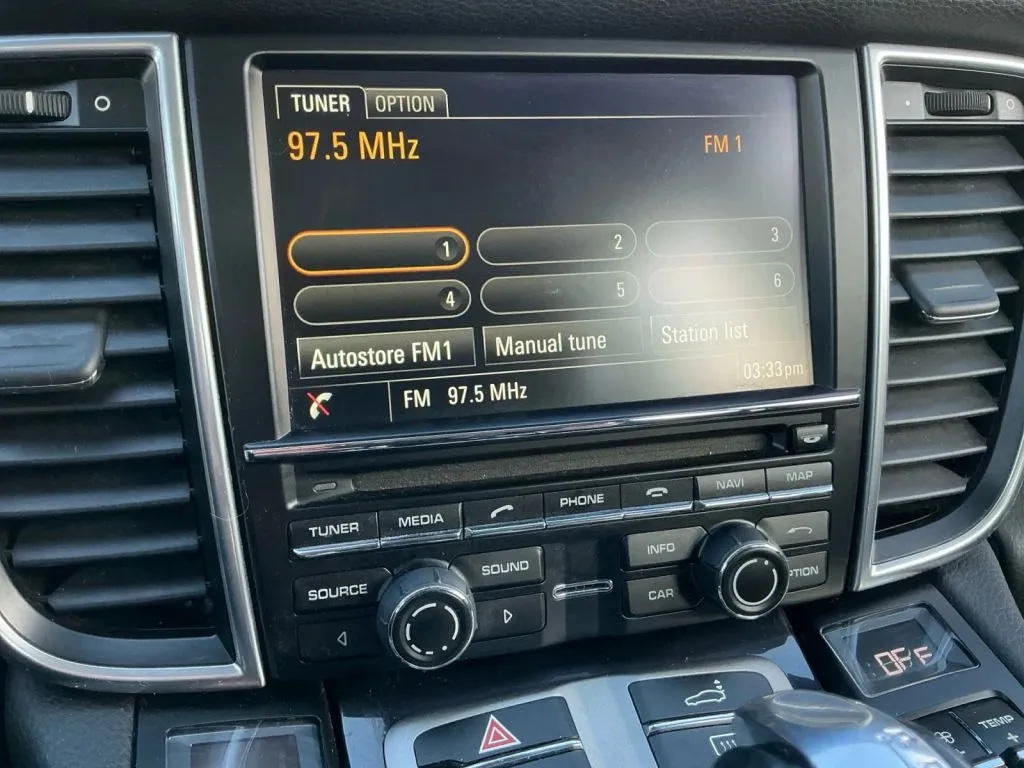 TUNER OPTION
97.5 MHz FM 1
1 2 3
4 5 6
Autostore FM1 Manual tune Station list
03:33pm
FM 97.5 MHz
TUNER MEDIA PHONE NAVI MAP
SOURCE SOUND INFO
CAR
OFF
TEMP
+